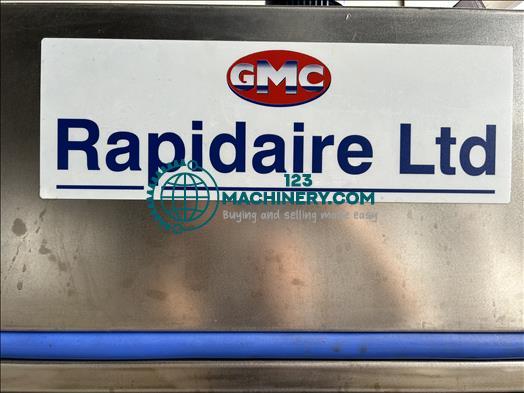 GMC
Rapidaire Ltd
123
MACHINERY.COM
Buying and selling made easy